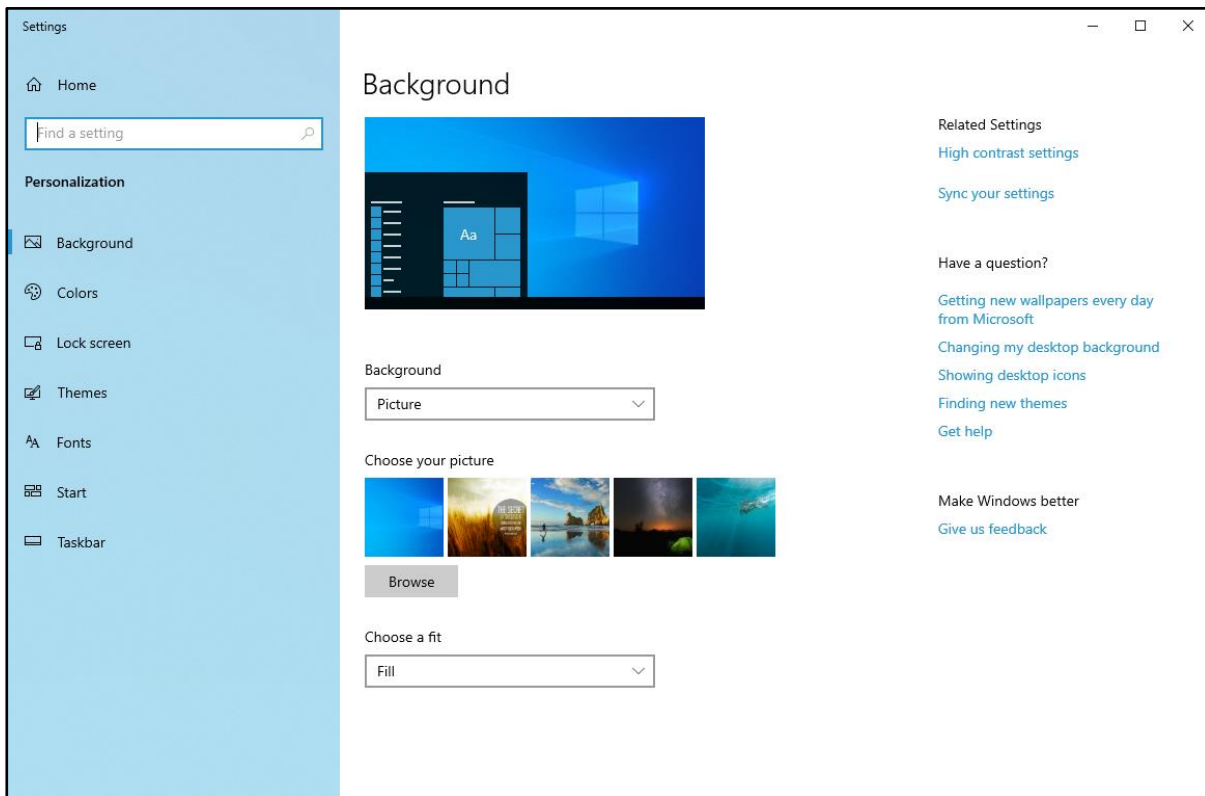 Settings
Home
Find a setting
Personalization
Background
Colors
Lock screen
Themes
Fonts
Start
Taskbar
Background
Aa
Background
Picture
Choose your picture
THE SECRE
Browse
Choose a fit
Fill
Related Settings
High contrast settings
Sync your settings
Have a question?
Getting new wallpapers every day
from Microsoft
Changing my desktop background
Showing desktop icons
Finding new themes
Get help
Make Windows better
Give us feedback